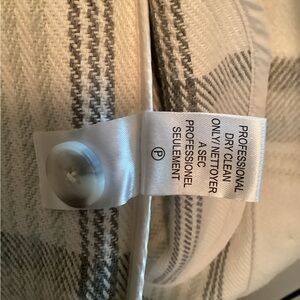 PROFESSIONAL
DRY CLEAN
ONLY/NETTOYER
A SEC
PROFESSIONEL
SEULEMENT
P